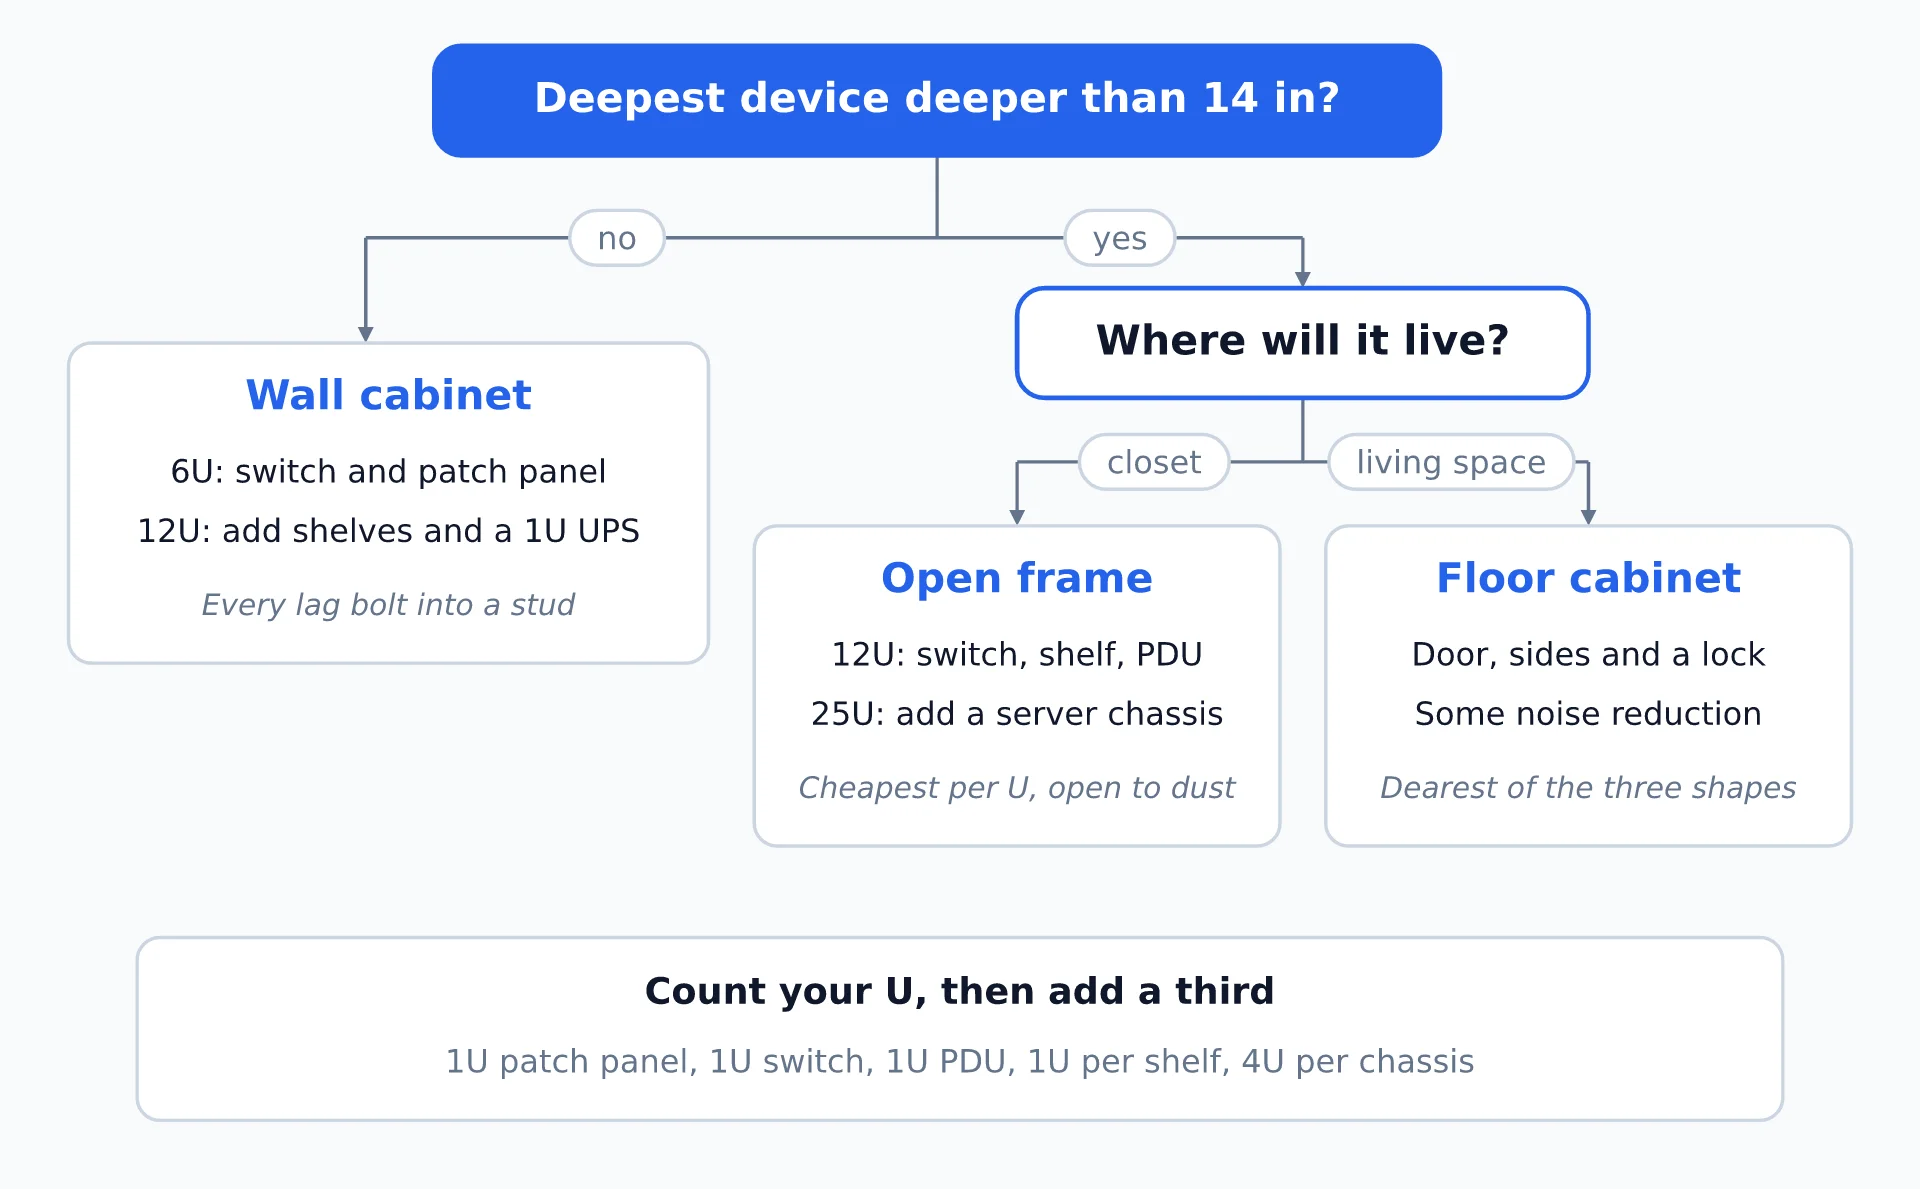 Deepest device deeper than 14 in?
no
yes
Where will it live?
Wall cabinet
6U: switch and patch panel
12U: add shelves and a 1U UPS
Every lag bolt into a stud
closet
living space
Open frame
12U: switch, shelf, PDU
25U: add a server chassis
Cheapest per U, open to dust
Floor cabinet
Door, sides and a lock
Some noise reduction
Dearest of the three shapes
Count your U, then add a third
1U patch panel, 1U switch, 1U PDU, 1U per shelf, 4U per chassis